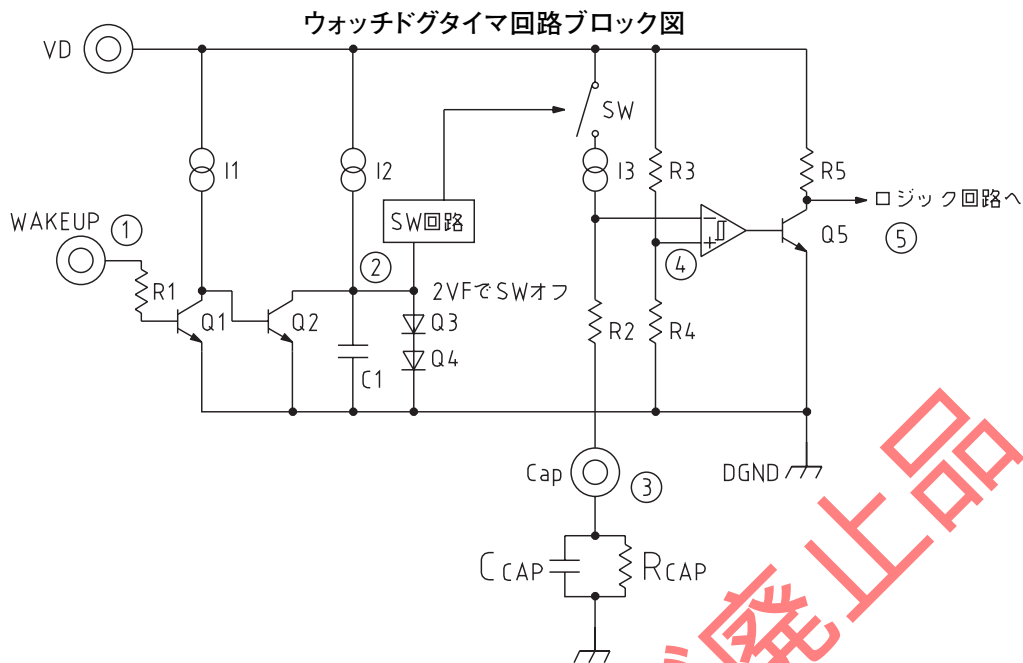 ウォッチドグタイマ回路ブロック図
VD
SW
I1
I2
I3
R3
R5
ロジック回路へ
WAKEUP
①
SW回路
Q5
⑤
②
④
R1
2VFでSWオフ
Q1
Q2
Q3
R2
R4
Q4
C1
Cap
③
DGND
CCAP
RCAP
廃止品